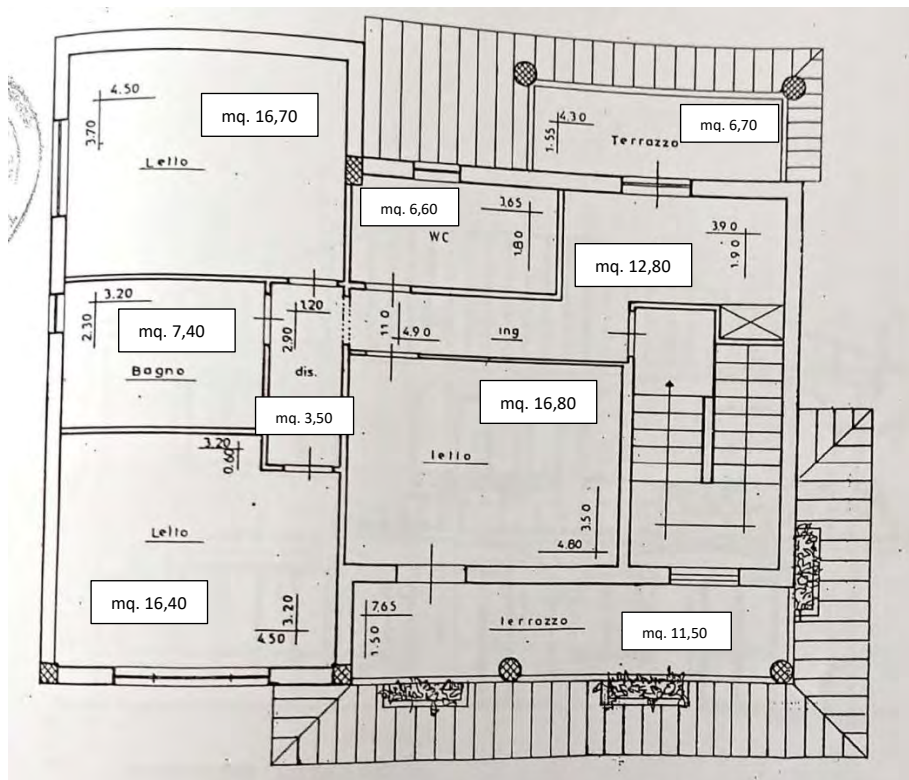 4.50
mq. 16,70
3.70
Letto
4.30
mq. 6,70
1.55
Terrazzo
mq. 6,60
3.65
WC
1.80
3.90
mq. 12,80
1.90
3.20
1.20
mq. 7,40
2.30
2.90
1.10
4.90
ing
Bagno
dis.
mq. 3,50
mq. 16,80
3.20
0.60
letto
3.50
4.80
Letto
mq. 16,40
3.20
4.50
7.65
terrazzo
mq. 11,50
1.50